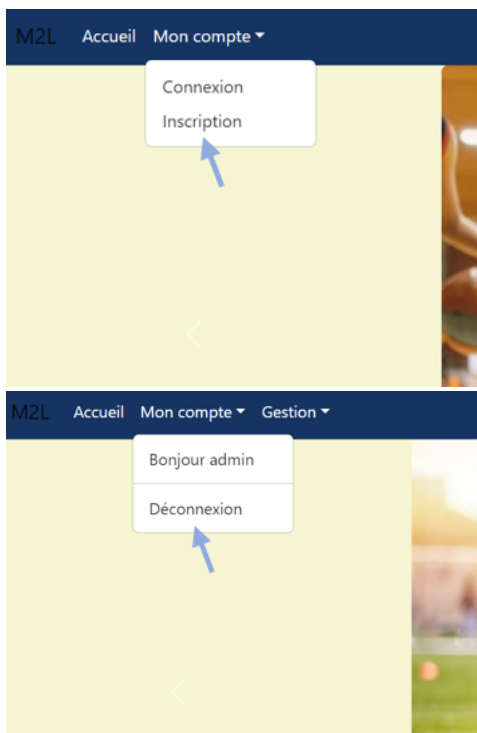 M2L Accueil Mon compte
Connexion
Inscription
M2L Accueil Mon compte Gestion
Bonjour admin
Déconnexion